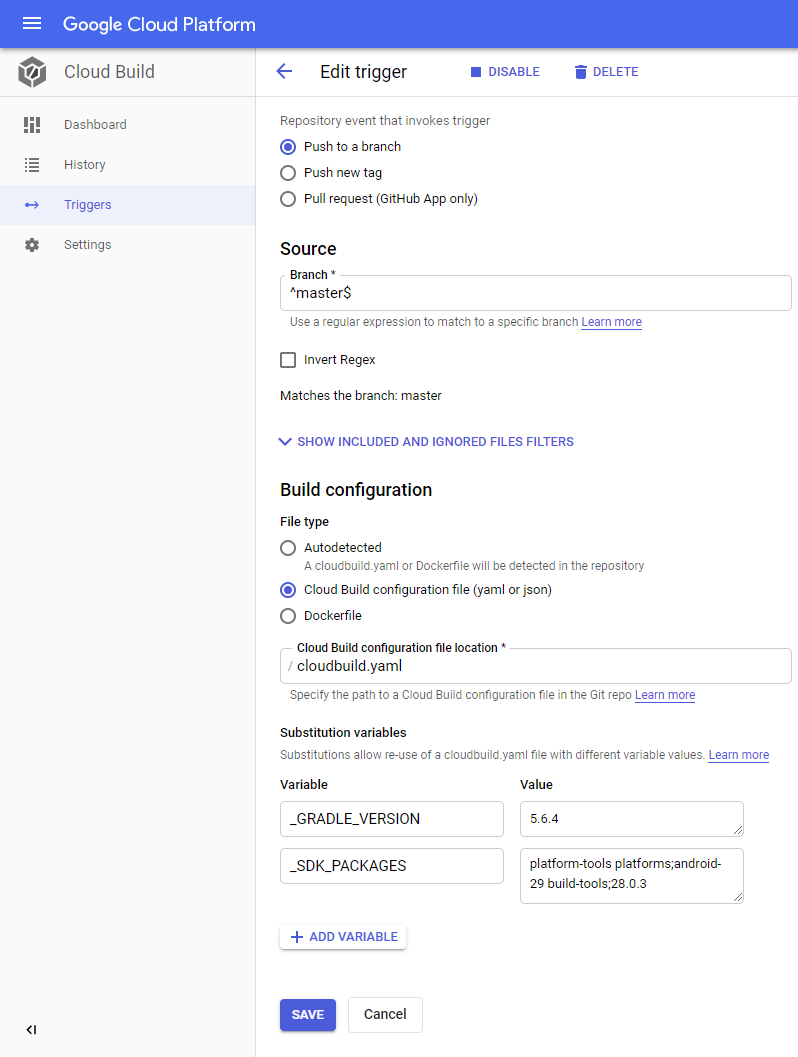 Google Cloud Platform
Cloud Build
Edit trigger
DISABLE
DELETE
Dashboard
History
Triggers
Settings
Repository event that invokes trigger
Push to a branch
Push new tag
Pull request (GitHub App only)
Source
Branch *
^master$
Use a regular expression to match to a specific branch Learn more
Invert Regex
Matches the branch: master
SHOW INCLUDED AND IGNORED FILES FILTERS
Build configuration
File type
Autodetected
A cloudbuild.yaml or Dockerfile will be detected in the repository
Cloud Build configuration file (yaml or json)
Dockerfile
Cloud Build configuration file location *
/ cloudbuild.yaml
Specify the path to a Cloud Build configuration file in the Git repo Learn more
Substitution variables
Substitutions allow re-use of a cloudbuild.yaml file with different variable values. Learn more
Variable
Value
_GRADLE_VERSION
5.6.4
_SDK_PACKAGES
platform-tools platforms;android-
29 build-tools;28.0.3
ADD VARIABLE
SAVE
Cancel